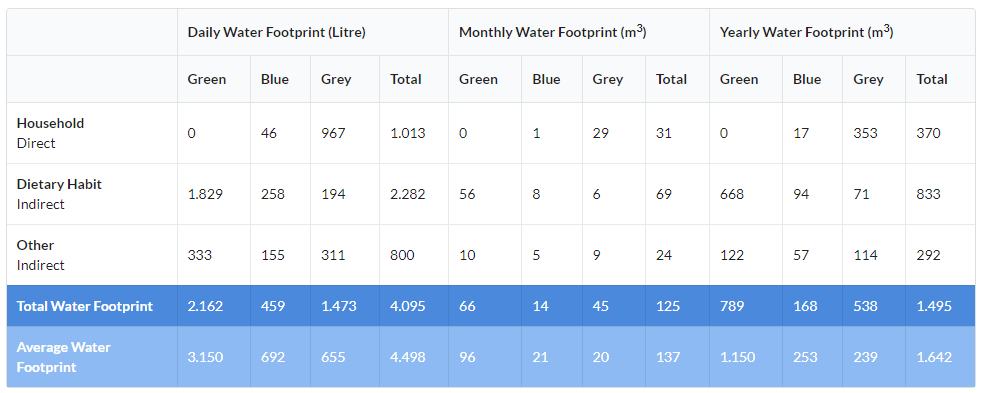 Daily Water Footprint (Litre) Monthly Water Footprint (m³) Yearly Water Footprint (m³)
Green Blue Grey Total Green Blue Grey Total Green Blue Grey Total
Household
Direct
0 46 967 1.013 0 1 29 31 0 17 353 370
Dietary Habit
Indirect
1.829 258 194 2.282 56 8 6 69 668 94 71 833
Other
Indirect
333 155 311 800 10 5 9 24 122 57 114 292
Total Water Footprint 2.162 459 1.473 4.095 66 14 45 125 789 168 538 1.495
Average Water
Footprint
3.150 692 655 4.498 96 21 20 137 1.150 253 239 1.642